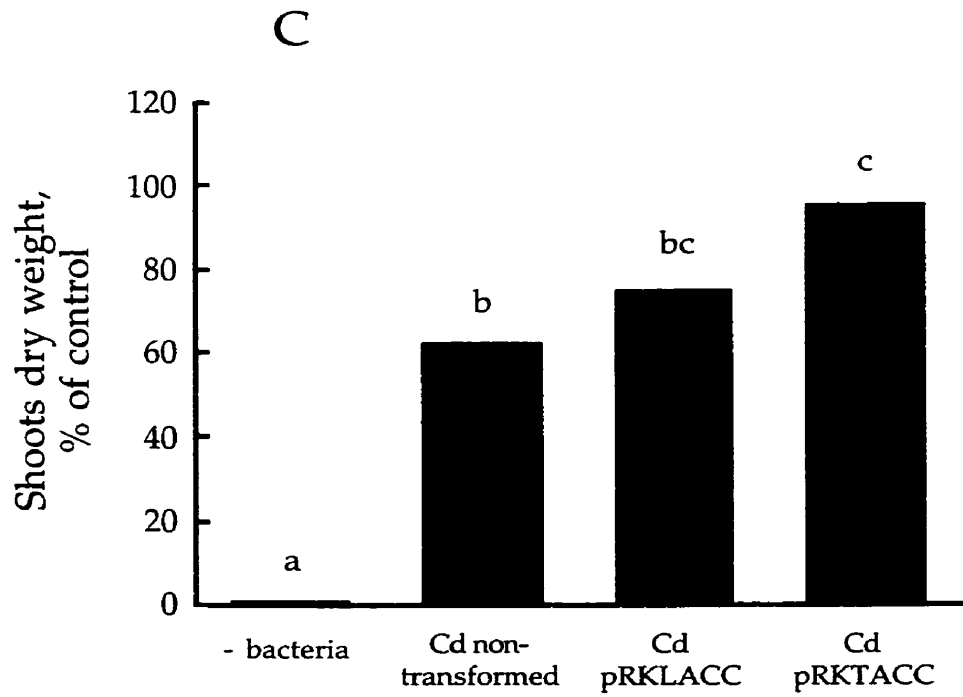 C
Shoots dry weight,
% of control
120
100
80
60
40
20
0
a
b
bc
c
- bacteria
Cd non-
transformed
Cd
pRKLACC
Cd
pRKTACC